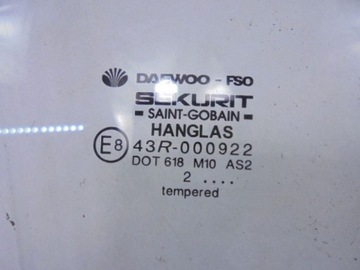 DAEWOO-FSO
SEKURIT
SAINT-GOBAIN
HANGLAS
E8 43R-000922
DOT 618 M10 AS2
2 ....
tempered